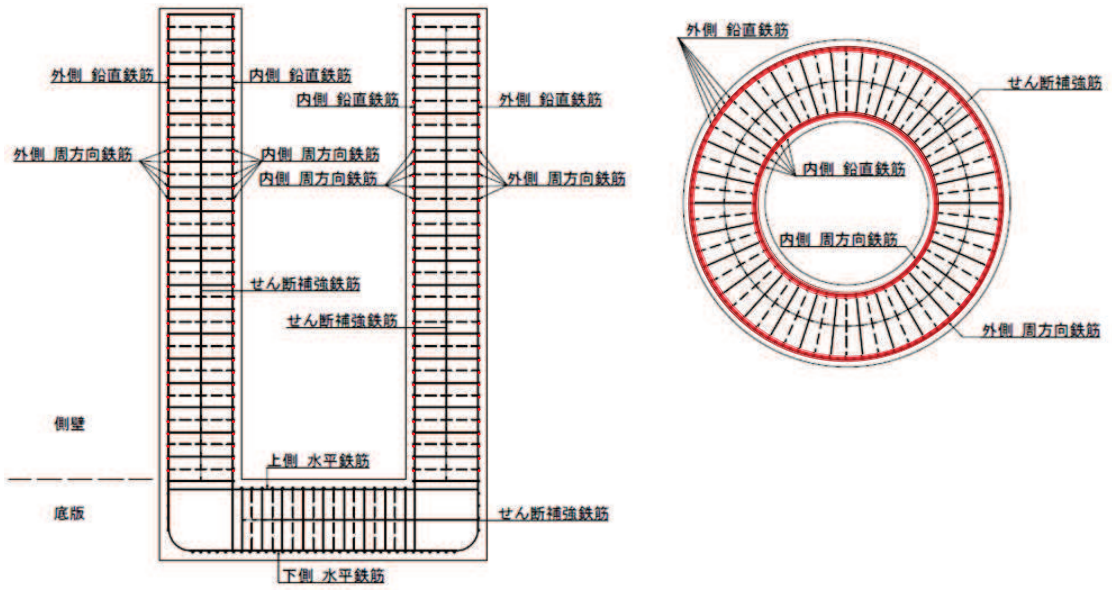 外側 鉛直鉄筋
内側 鉛直鉄筋
内側 鉛直鉄筋
外側 鉛直鉄筋
外側 周方向鉄筋
内側 周方向鉄筋
内側 周方向鉄筋
外側 周方向鉄筋
せん断補強鉄筋
せん断補強鉄筋
側壁
上側 水平鉄筋
底版
せん断補強鉄筋
下側 水平鉄筋
外側 鉛直鉄筋
せん断補強筋
内側 鉛直鉄筋
内側 周方向鉄筋
外側 周方向鉄筋